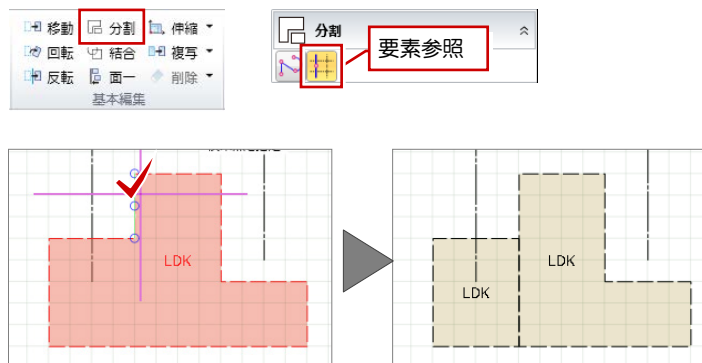 移動 分割 伸縮
回転 結合 複写
反転 面一 削除
基本編集
分割
要素参照
LDK
LDK
LDK